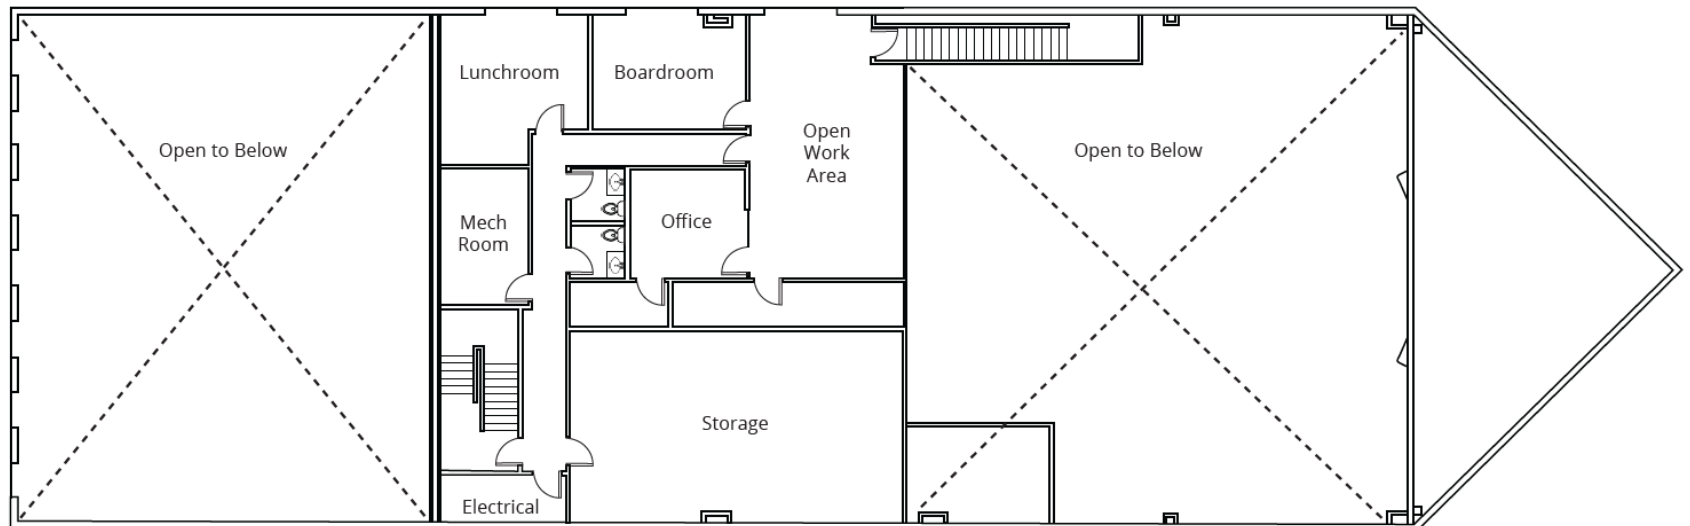 Lunchroom
Boardroom
Open to Below
Open
Work
Area
Open to Below
Mech
Room
Office
Storage
Electrical